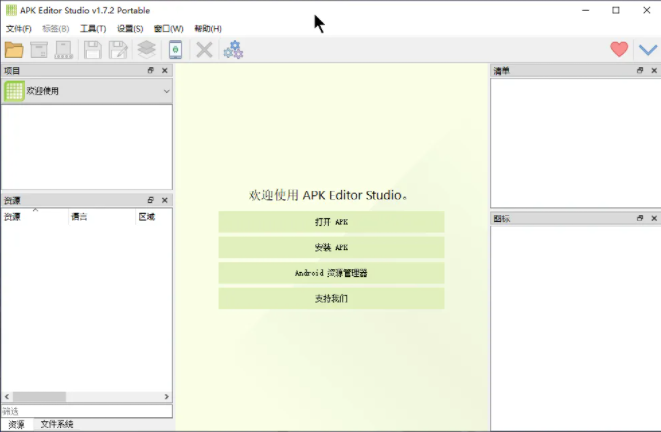 APK Editor Studio v1.7.2 Portable
文件(F) 标签(B) 工具(T) 设置(S) 窗口(W) 帮助(H)
项目
欢迎使用
资源
资源 语言 区域
筛选
资源 文件系统
欢迎使用 APK Editor Studio。
打开 APK
安装 APK
Android 资源管理器
支持我们
清单
图标